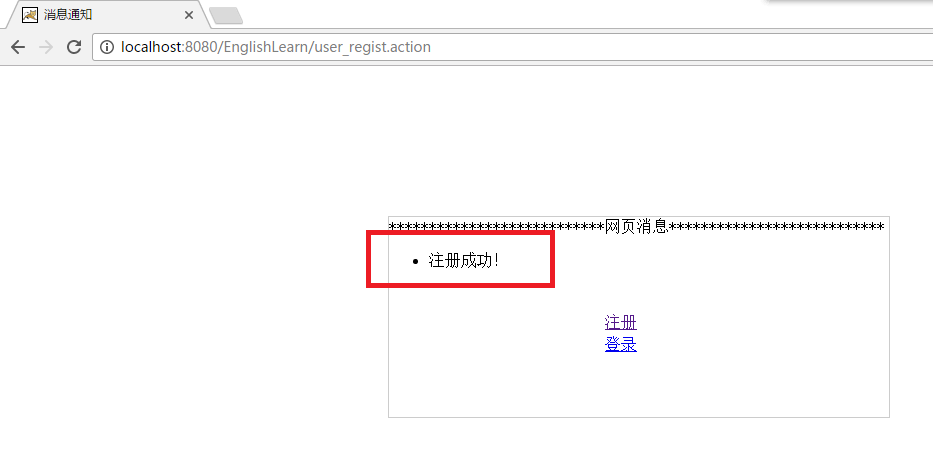 消息通知
localhost:8080/EnglishLearn/user_regist.action
***************************网页消息***************************
注册成功!
注册
登录